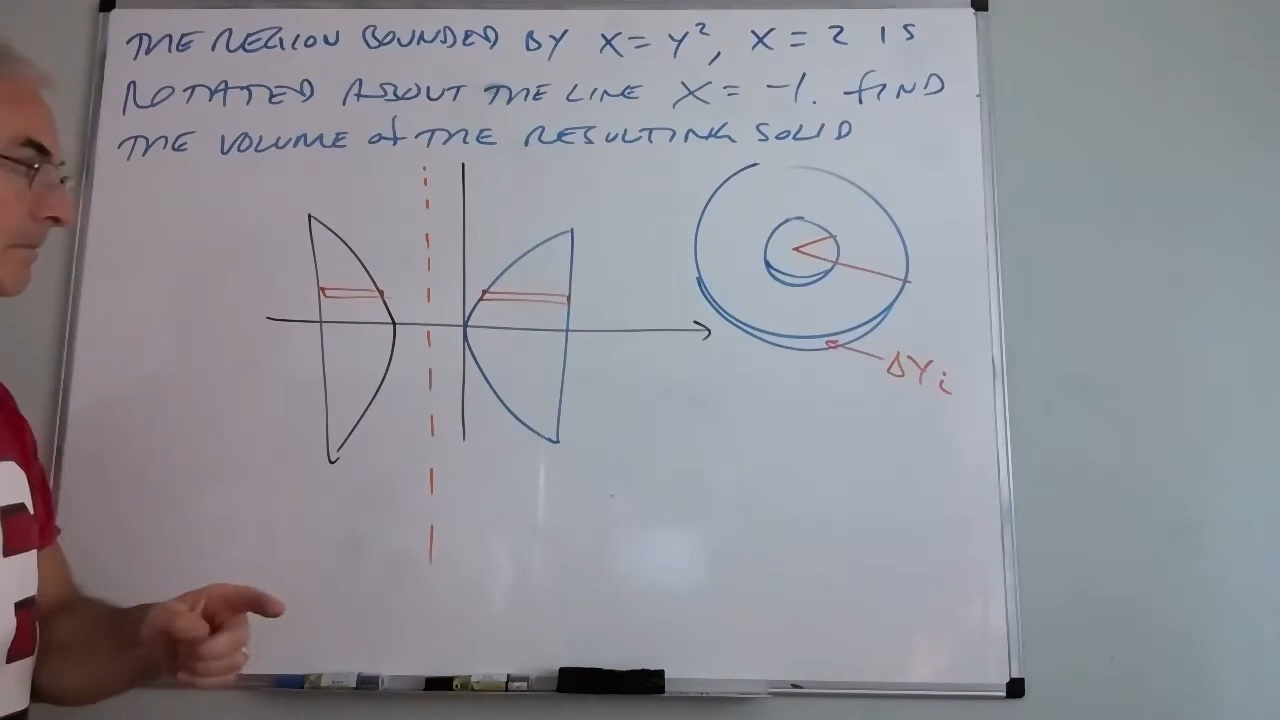 THE REGION BOUNDED BY X = Y², X = 2 IS
ROTATED ABOUT THE LINE X = -1. FIND
THE VOLUME of THE RESULTING SOLID
ΔYi